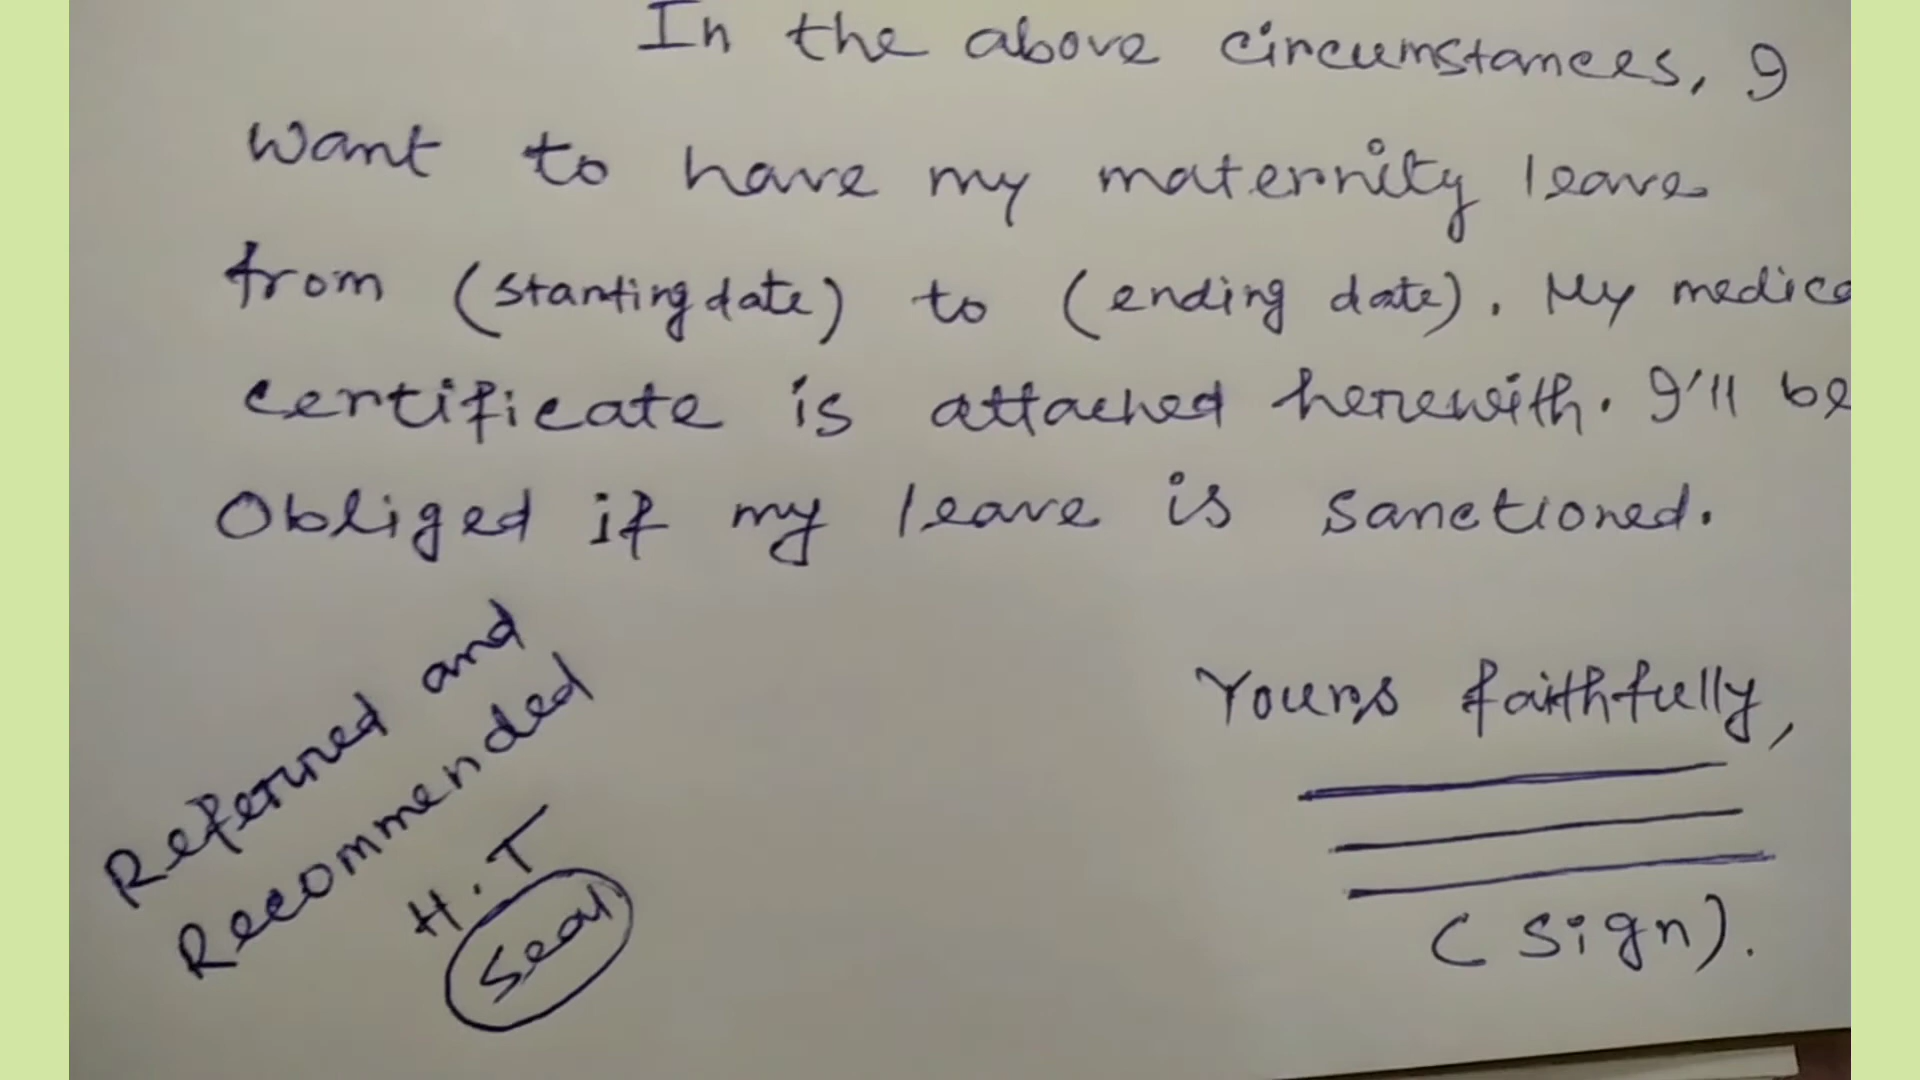 In the above circumstances, I
want to have my maternity leave
from (starting date) to (ending date). My medica
certificate is attached herewith. I'll be
Obliged if my leave is sanctioned.
Yours faithfully,
(Sign).
Referred and
Recommended
H.T
Seal